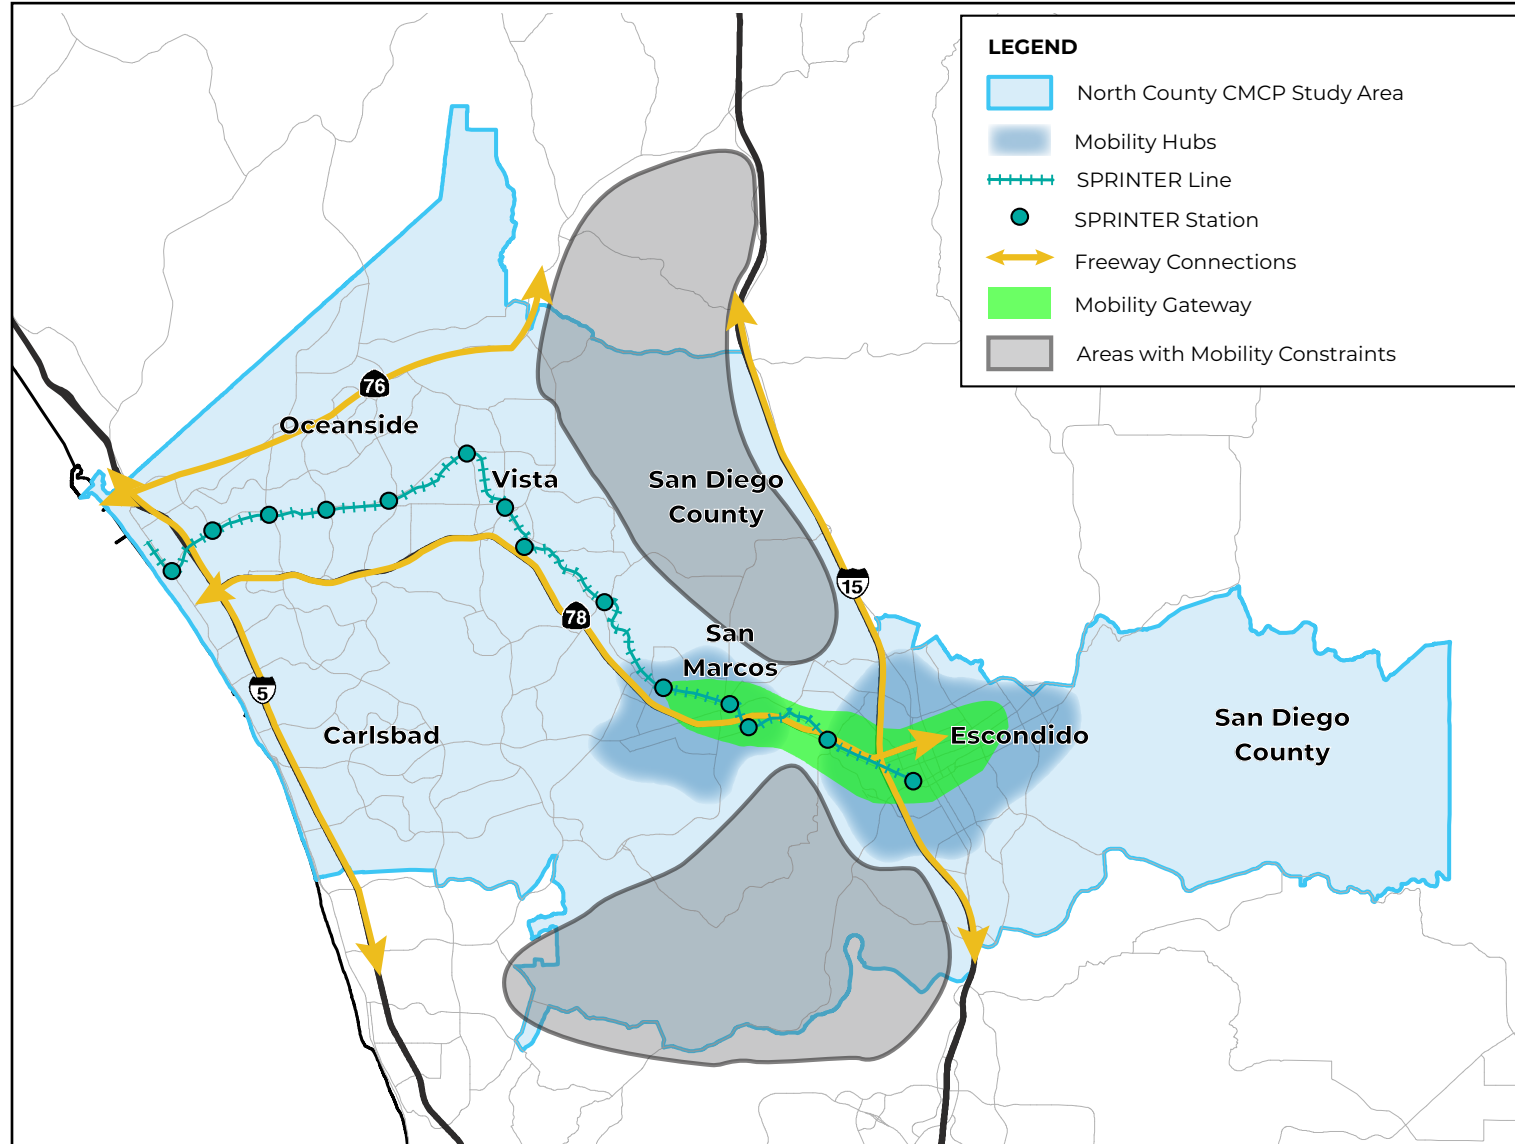 LEGEND
North County CMCP Study Area
Mobility Hubs
SPRINTER Line
SPRINTER Station
Freeway Connections
Mobility Gateway
Areas with Mobility Constraints
76
Oceanside
Vista
San Diego
County
15
78
San
Marcos
5
Carlsbad
Escondido
San Diego
County